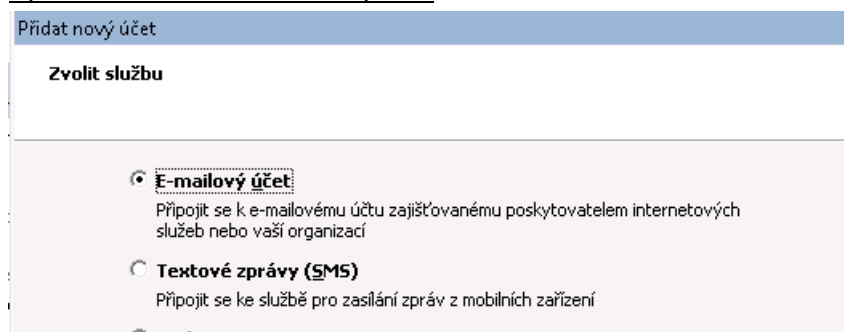 Přidat nový účet
Zvolit službu
E-mailový účet
Připojit se k e-mailovému účtu zajišťovanému poskytovatelem internetových
služeb nebo vaší organizací
Textové zprávy (SMS)
Připojit se ke službě pro zasílání zpráv z mobilních zařízení